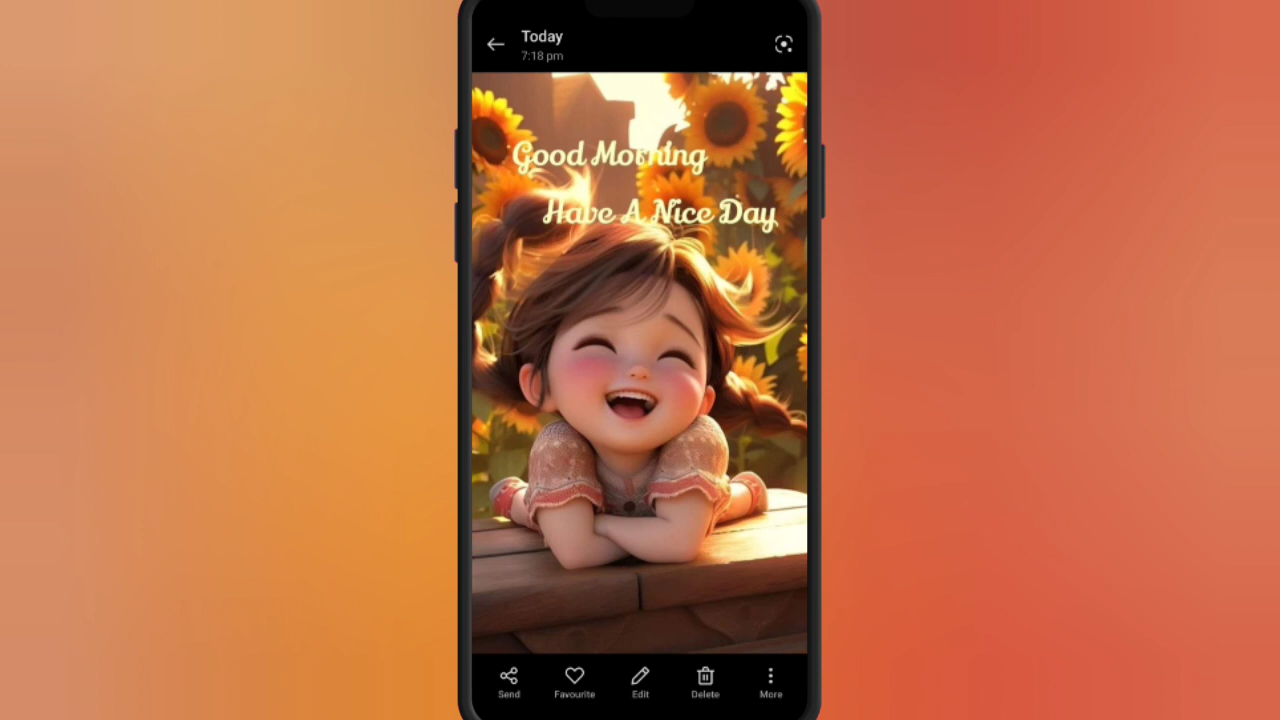 Today
7:18 pm
Good Morning
Have A Nice Day
Send Favourite Edit Delete More